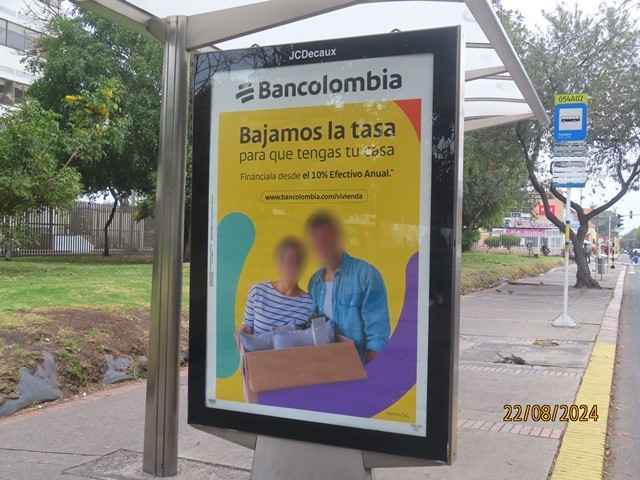 JCDecaux
Bancolombia
Bajamos la tasa
para que tengas tu casa
Fináncíala desde el 10% Efectivo Anual.*
www.bancolombia.com/vivienda
054A02
22/08/2024